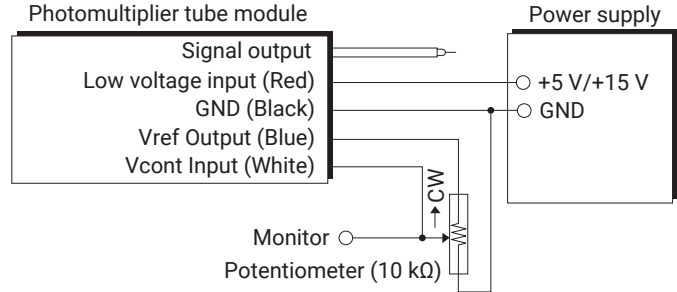 Photomultiplier tube module
Power supply
Signal output
Low voltage input (Red)
+5 V/+15 V
GND (Black)
GND
Vref Output (Blue)
Vcont Input (White)
CW
Monitor
Potentiometer (10 kΩ)